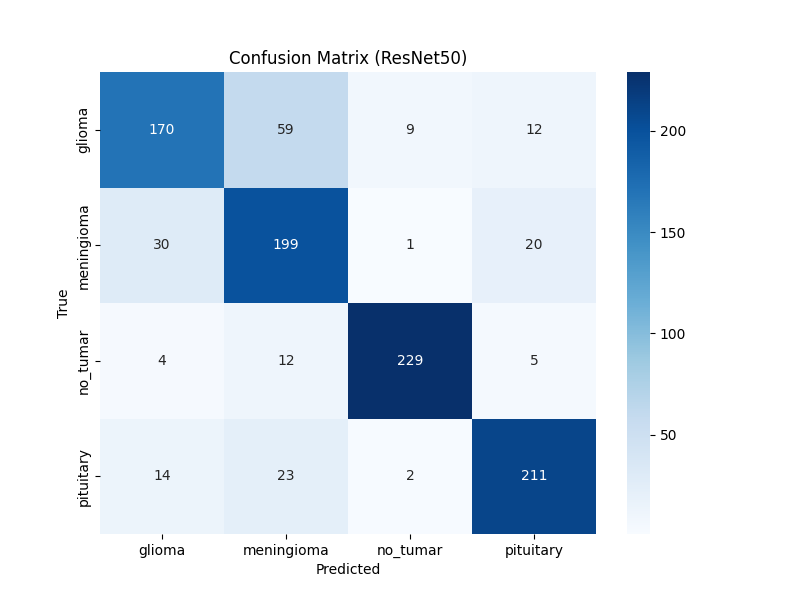 Confusion Matrix (ResNet50)
glioma 170 59 9 12
meningioma 30 199 1 20
no_tumar 4 12 229 5
pituitary 14 23 2 211
True
glioma meningioma no_tumar pituitary
Predicted
200
150
100
50